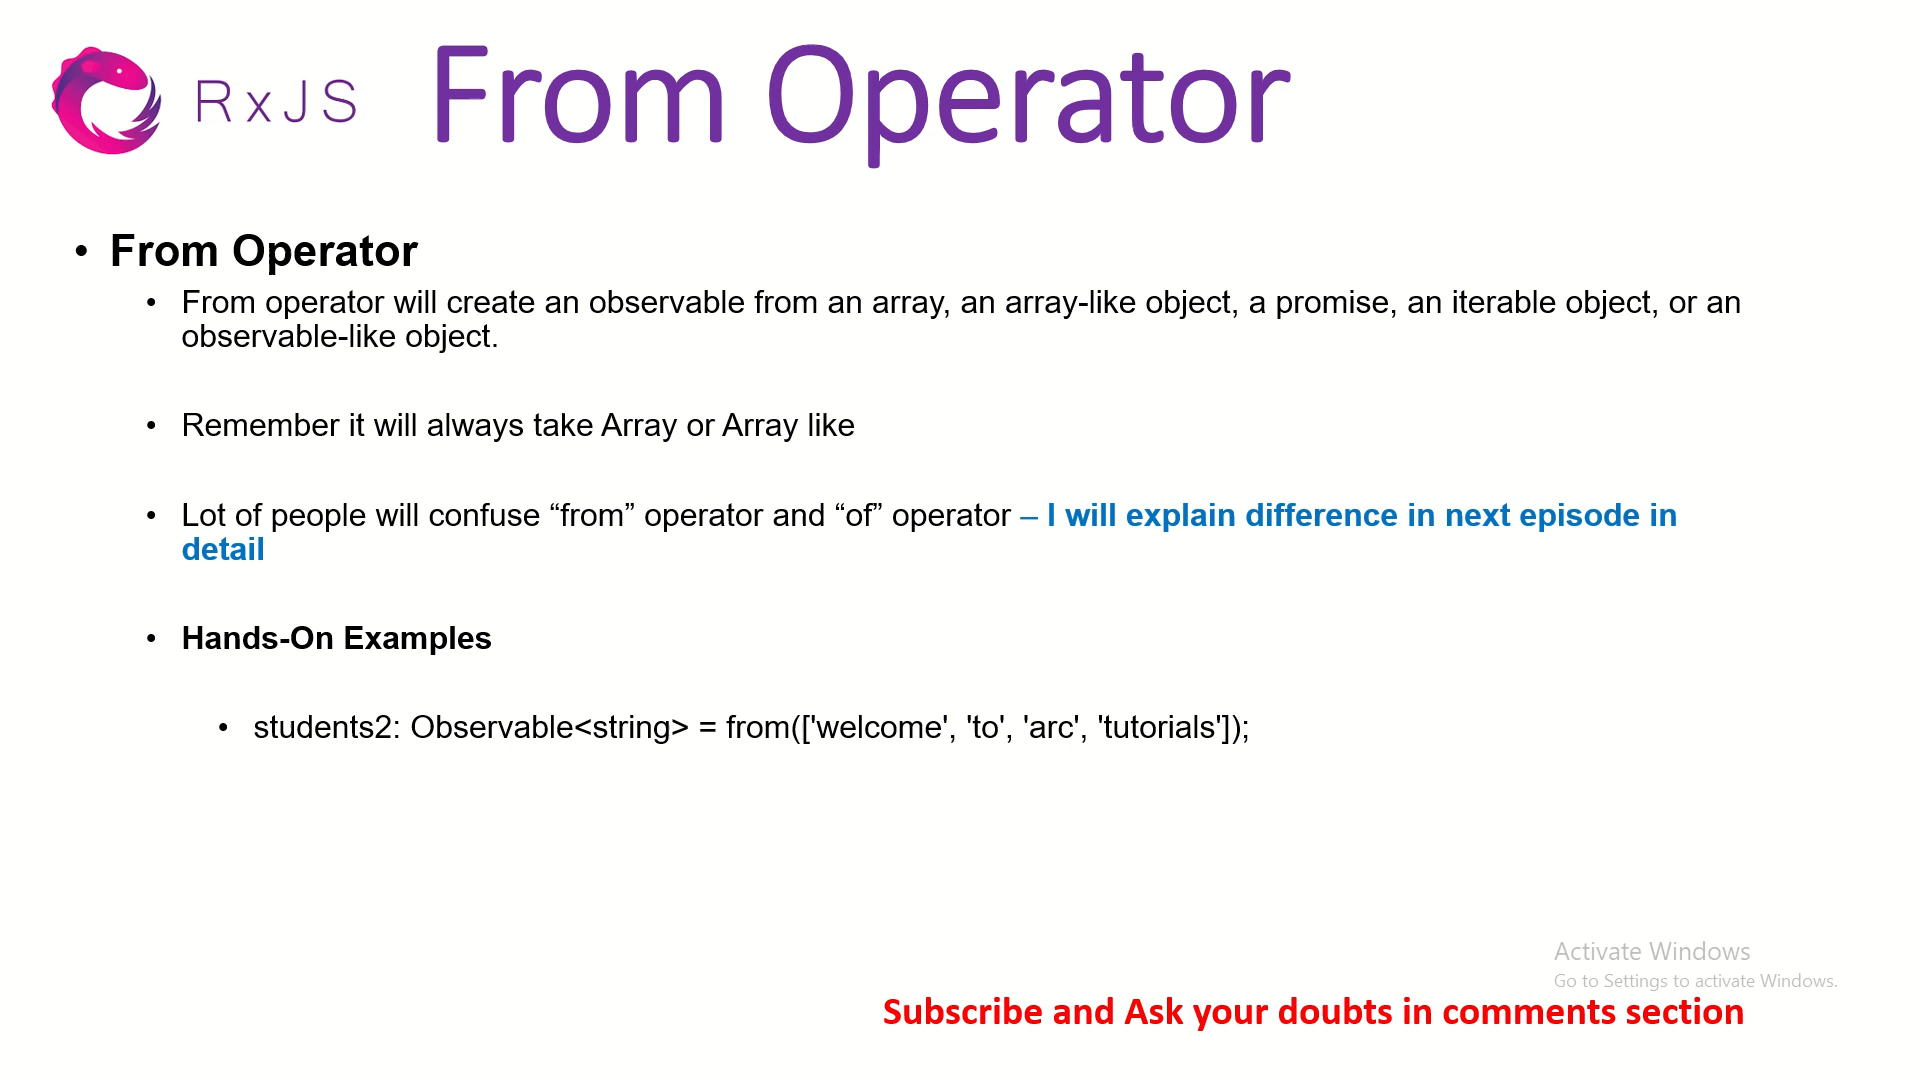 RxJS From Operator
• From Operator
• From operator will create an observable from an array, an array-like object, a promise, an iterable object, or an
observable-like object.
• Remember it will always take Array or Array like
• Lot of people will confuse “from” operator and “of” operator – I will explain difference in next episode in
detail
• Hands-On Examples
• students2: Observable<string> = from(['welcome', 'to', 'arc', 'tutorials']);
Activate Windows
Go to Settings to activate Windows.
Subscribe and Ask your doubts in comments section